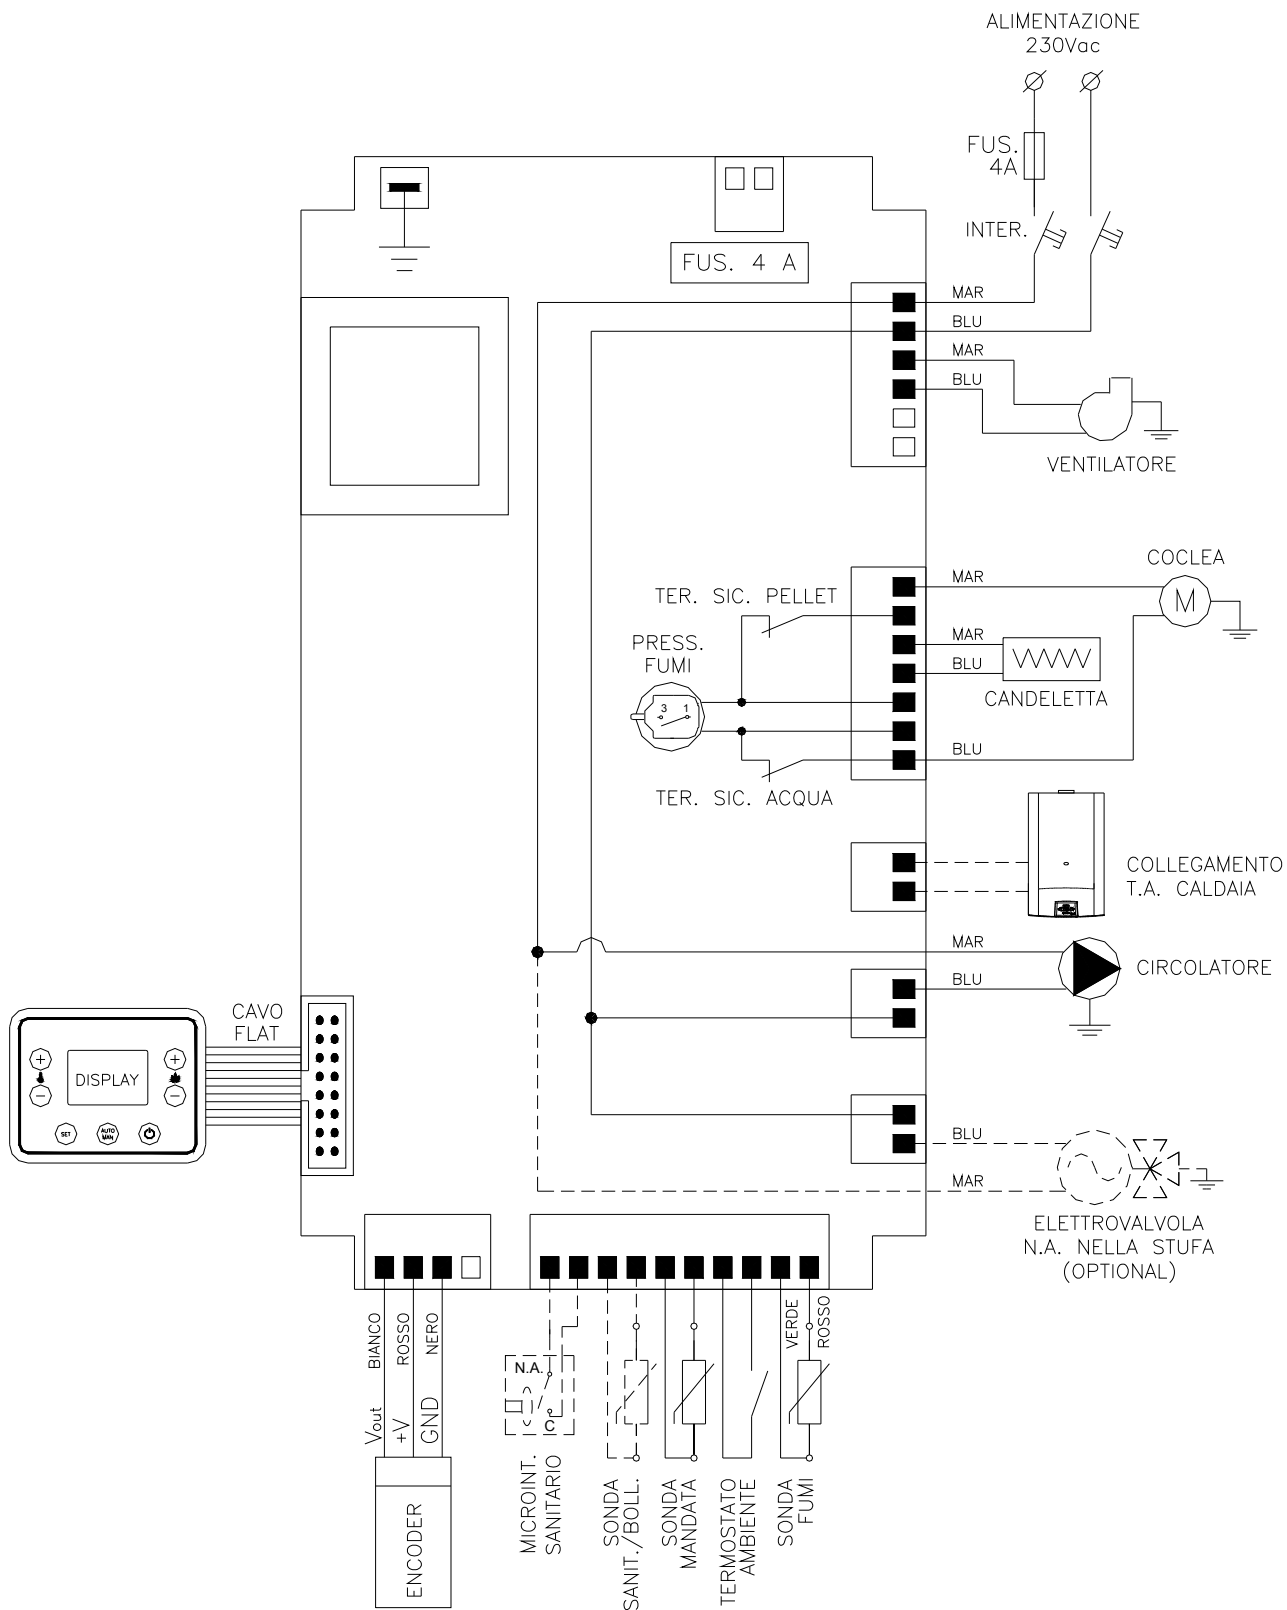 ALIMENTAZIONE
230Vac
FUS.
4A
INTER.
FUS. 4 A
MAR
BLU
MAR
BLU
VENTILATORE
COCLEA
MAR
M
TER. SIC. PELLET
PRESS.
FUMI
3 1
MAR
BLU
CANDELETTA
BLU
TER. SIC. ACQUA
COLLEGAMENTO
T.A. CALDAIA
MAR
CIRCOLATORE
BLU
CAVO
FLAT
DISPLAY
SET
AUTO
MAN
BLU
MAR
ELETTROVALVOLA
N.A. NELLA STUFA
(OPTIONAL)
BIANCO
ROSSO
NERO
Vout
+V
GND
ENCODER
N.A.
C
MICROINT.
SANITARIO
SONDA
SANIT./BOLL.
SONDA
MANDATA
TERMOSTATO
AMBIENTE
VERDE
ROSSO
SONDA
FUMI